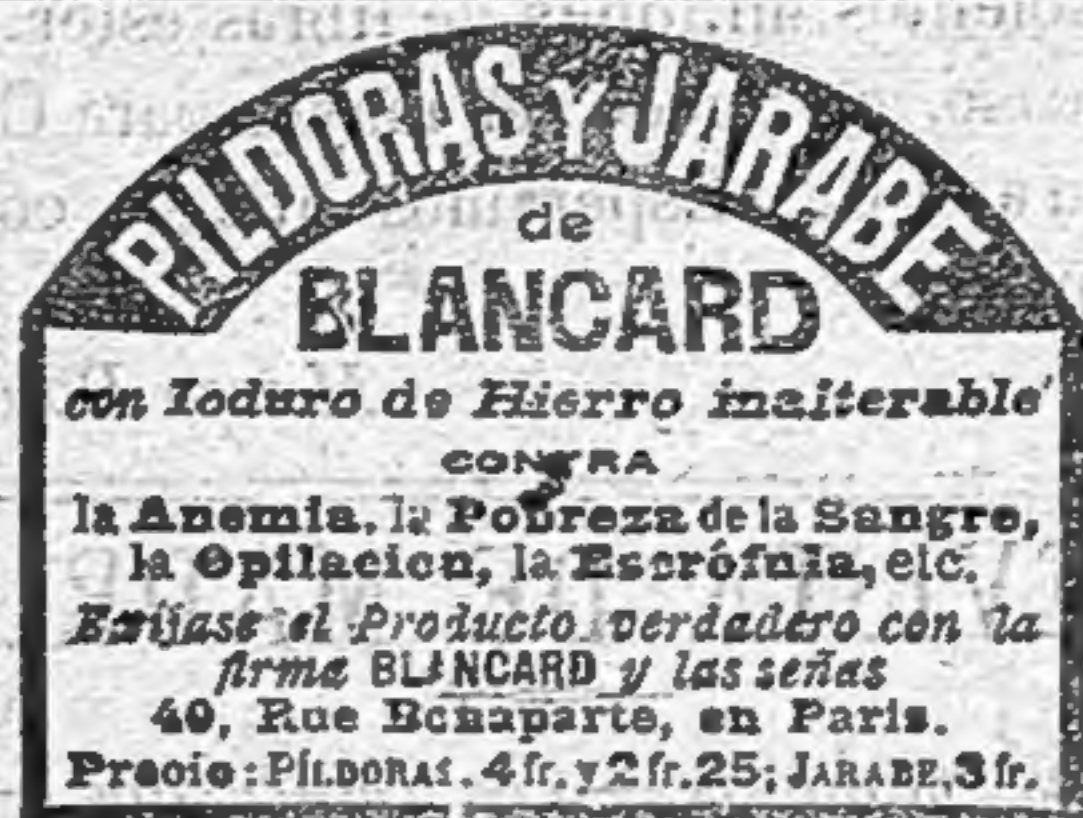 PILDORAS Y JARABE
de
BLANCARD
con Ioduro de Hierro inalterable
CONTRA
la Anemia, la Pobreza de la Sangre,
la Opilacion, la Escrófula, etc.
Exijase el Producto verdadero con la
firma BLANCARD y las señas
40, Rue Bonaparte, en Paris.
Precio: PÍLDORAS. 4 fr. y 2 fr. 25; JARABE, 3 fr.